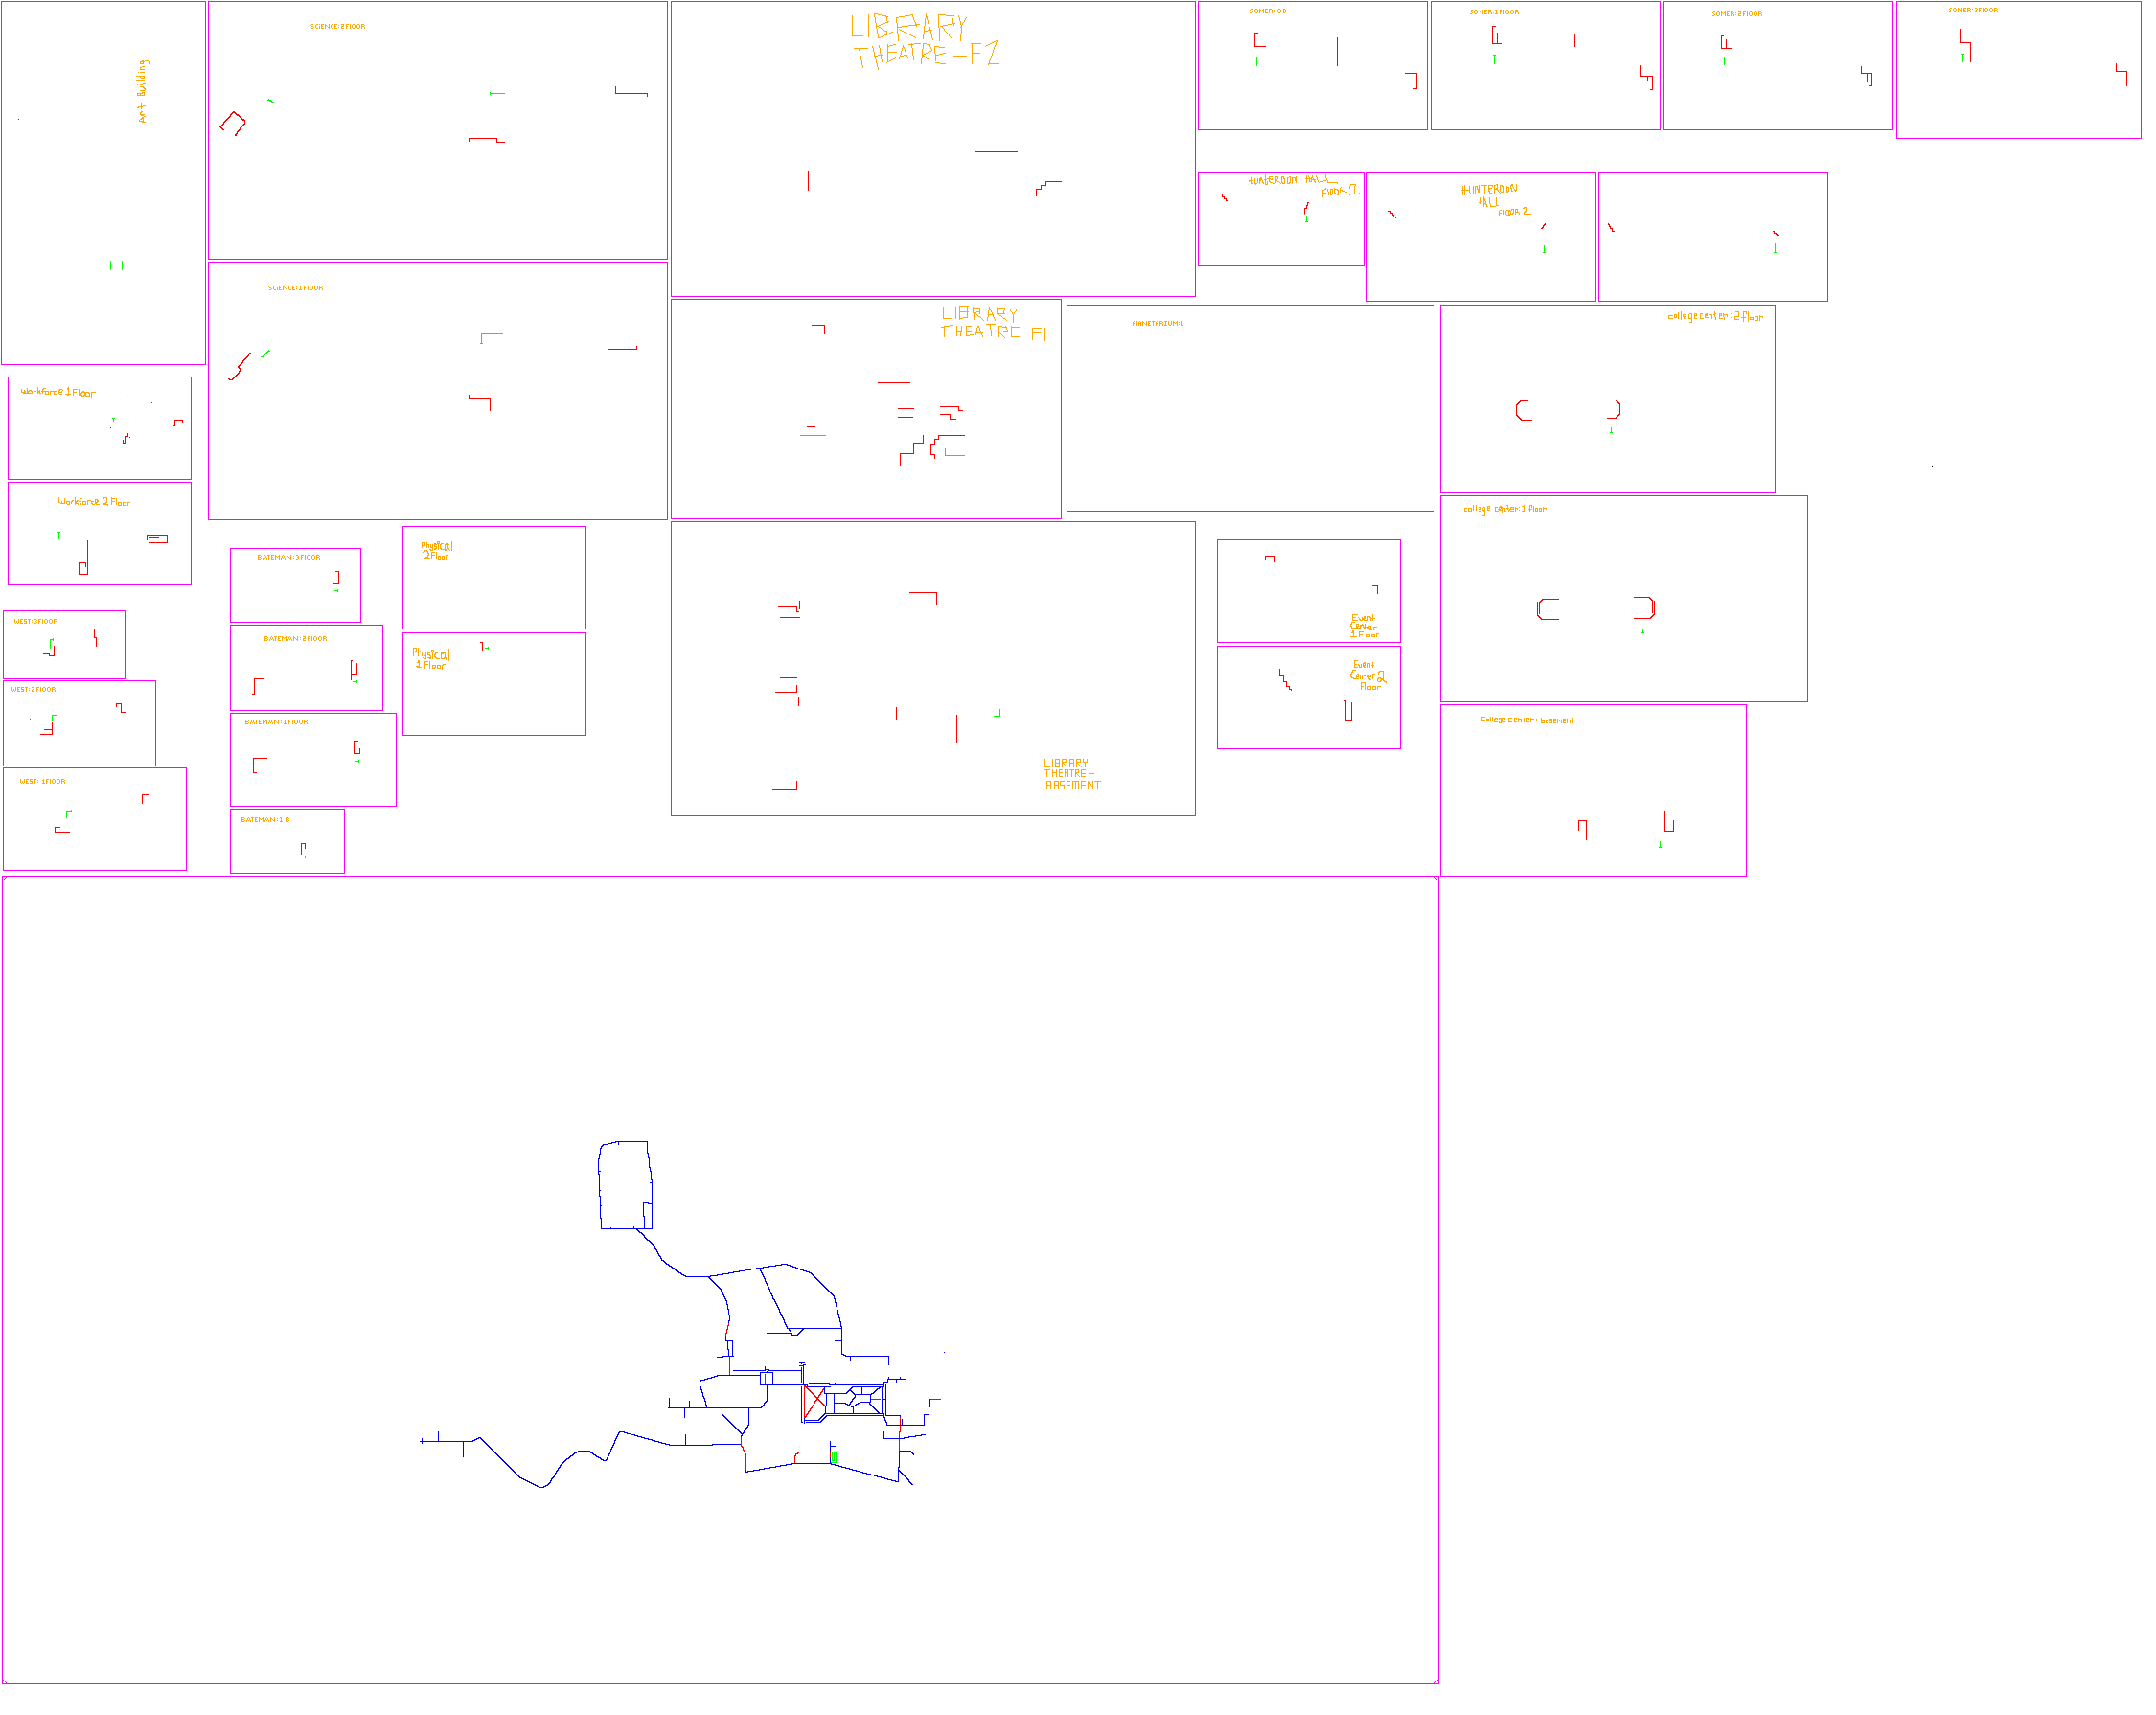 Art Building
SCIENCE:2FLOOR
LIBRARY
THEATRE-F2
SOMER:0B
SOMER:1FLOOR
SOMER:2FLOOR
SOMER:3FLOOR
HUNTERDON HALL
FLOOR 1
HUNTERDON
HALL
FLOOR 2
SCIENCE:1FLOOR
LIBRARY
THEATRE-F1
PLANETARIUM:1
college center: 2 floor
Workforce 1 Floor
Workforce 2 Floor
college center: 1 floor
Physical
2 Floor
BATEMAN:3FLOOR
WEST:3FLOOR
BATEMAN:2FLOOR
Physical
1 Floor
Event
Center
1 Floor
Event
Center 2
Floor
WEST:2FLOOR
BATEMAN:1FLOOR
College Center: basement
LIBRARY
THEATRE-
BASEMENT
WEST: 1FLOOR
BATEMAN:1 B